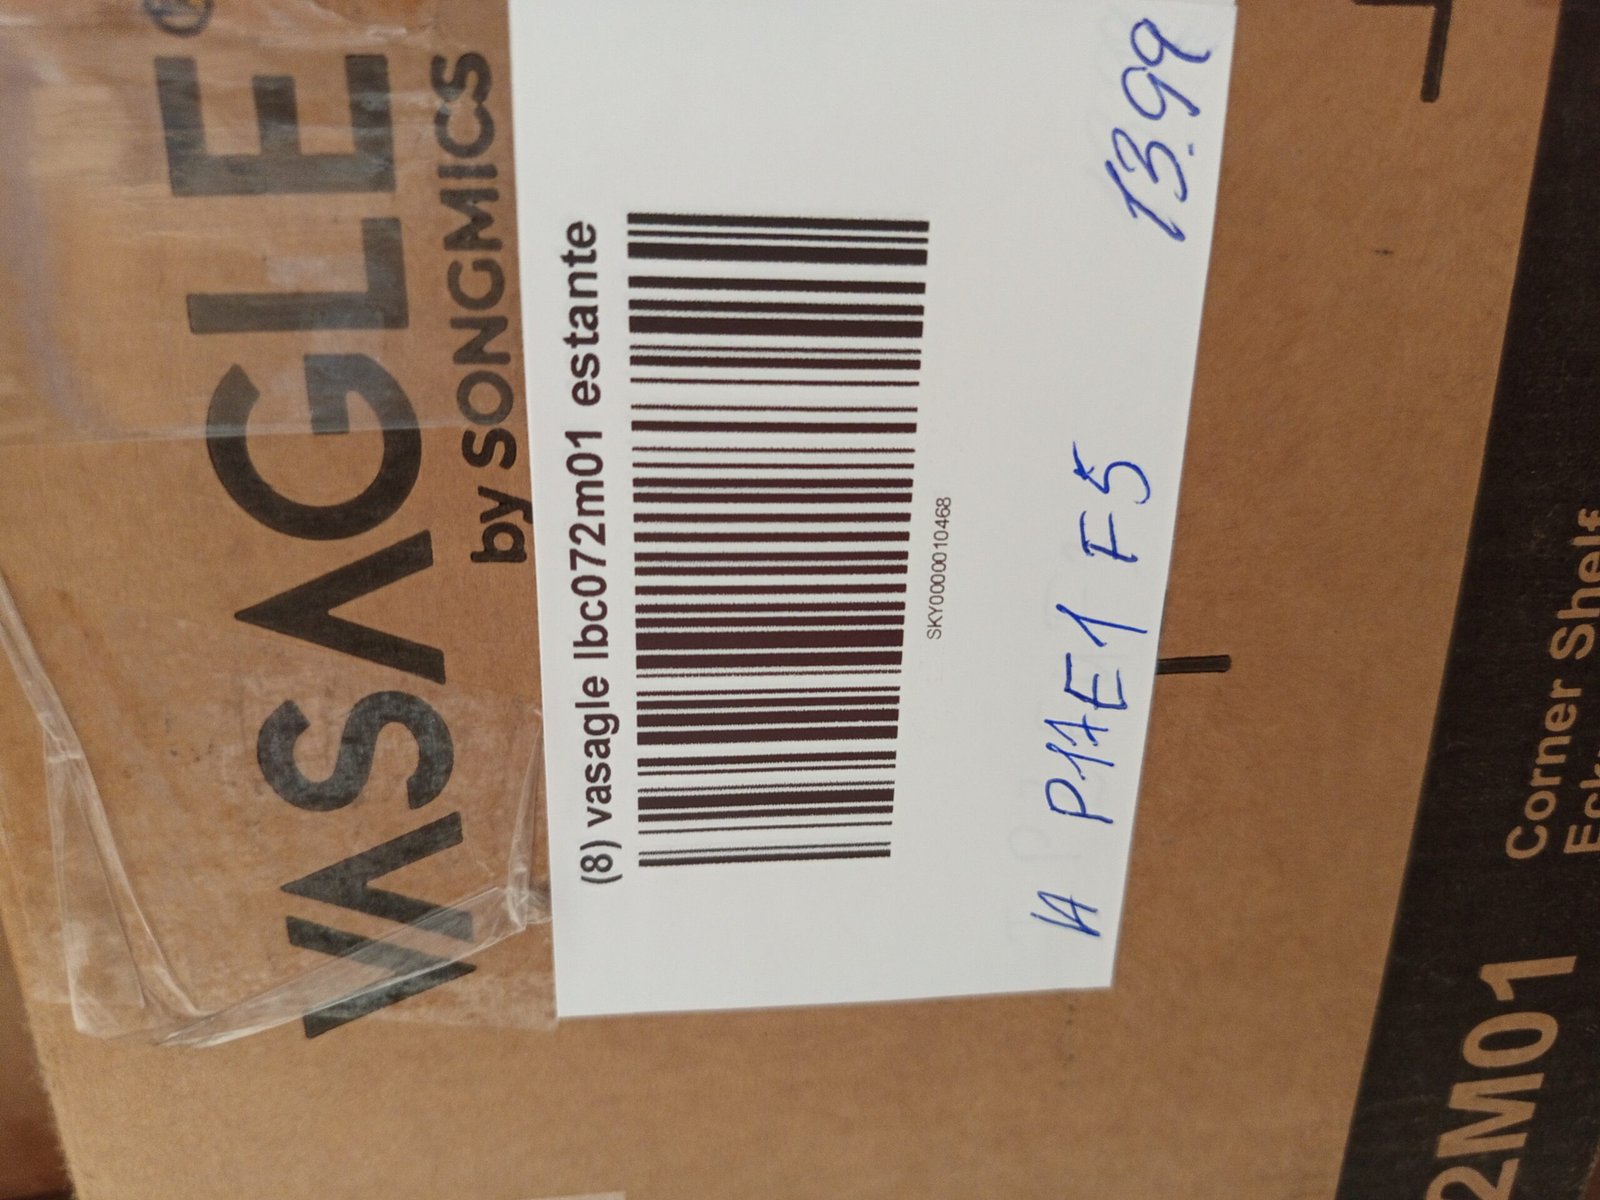 VASAGLE®
by SONGMICS
(8) vasagle lbc072m01 estante
SKY0000010468
P1AE1 F5
13.99
2M01
Corner Shelf